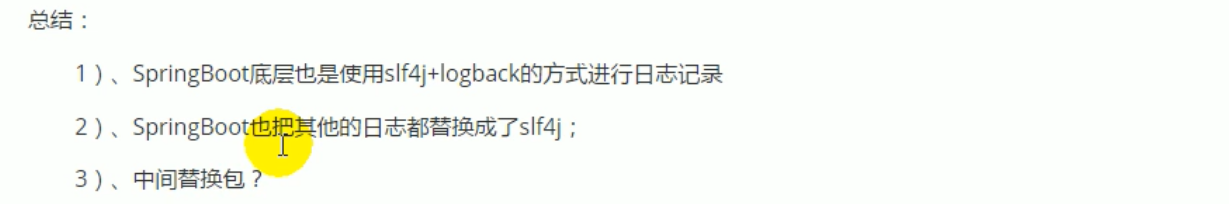 总结：
1）、SpringBoot底层也是使用slf4j+logback的方式进行日志记录
2）、SpringBoot也把其他的日志都替换成了slf4j；
3）、中间替换包？